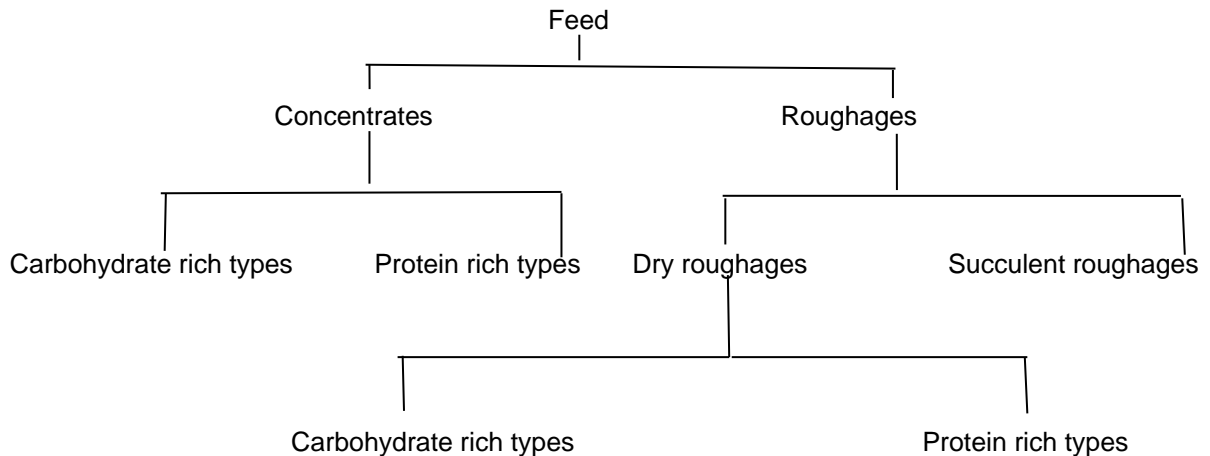 Feed
Concentrates Roughages
Carbohydrate rich types Protein rich types Dry roughages Succulent roughages
Carbohydrate rich types Protein rich types